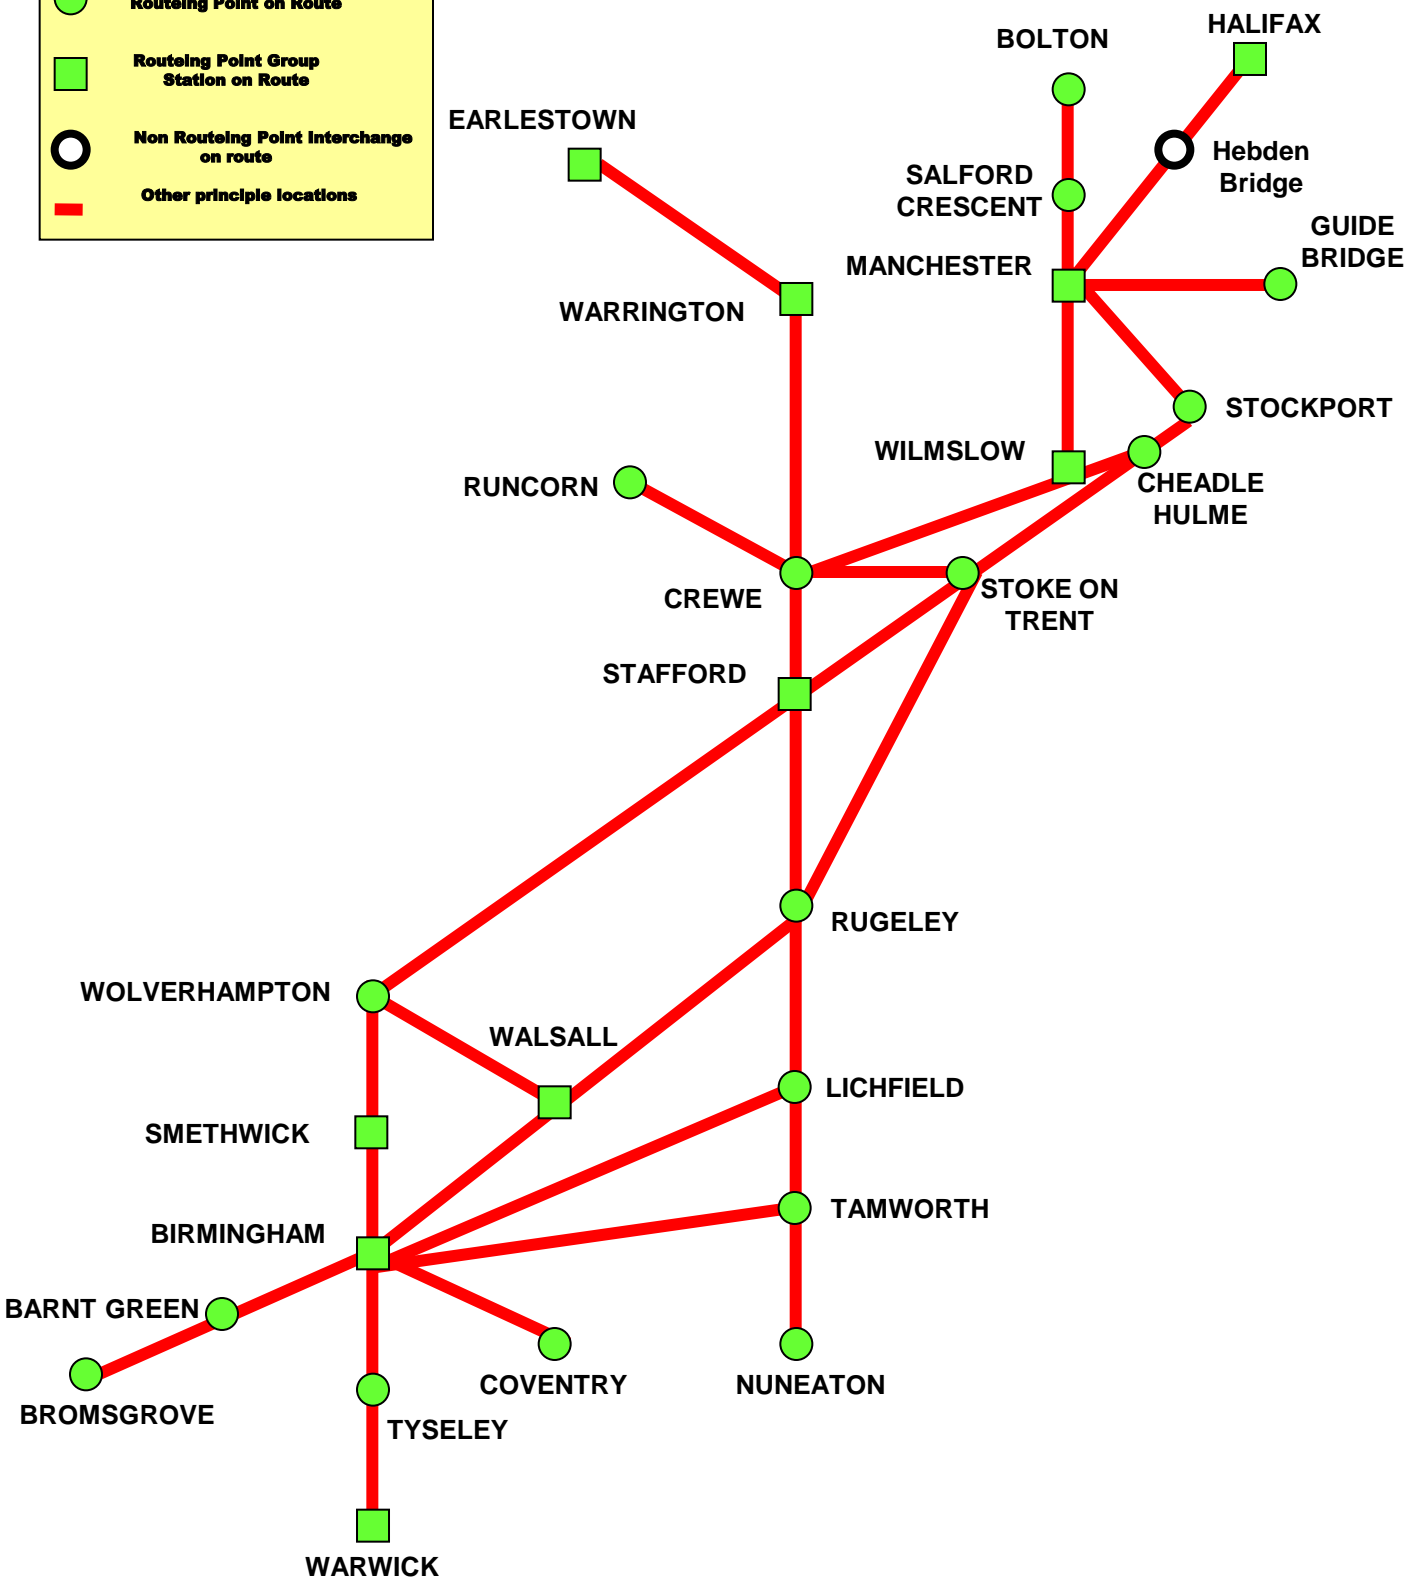 Routeing Point on Route
Routeing Point Group
Station on Route
Non Routeing Point Interchange
on route
Other principle locations
HALIFAX
BOLTON
EARLESTOWN
Hebden
Bridge
SALFORD
CRESCENT
GUIDE
BRIDGE
MANCHESTER
WARRINGTON
STOCKPORT
WILMSLOW
RUNCORN
CHEADLE
HULME
CREWE
STOKE ON
TRENT
STAFFORD
RUGELEY
WOLVERHAMPTON
WALSALL
LICHFIELD
SMETHWICK
TAMWORTH
BIRMINGHAM
BARNT GREEN
COVENTRY
NUNEATON
BROMSGROVE
TYSELEY
WARWICK